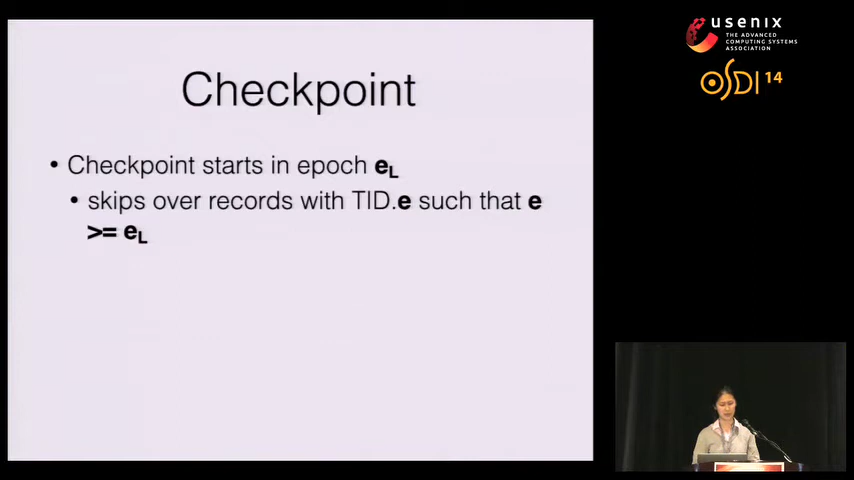 usenix
THE ADVANCED
COMPUTING SYSTEMS
ASSOCIATION
OSDI 14
Checkpoint
• Checkpoint starts in epoch eL
• skips over records with TID.e such that e
>= eL